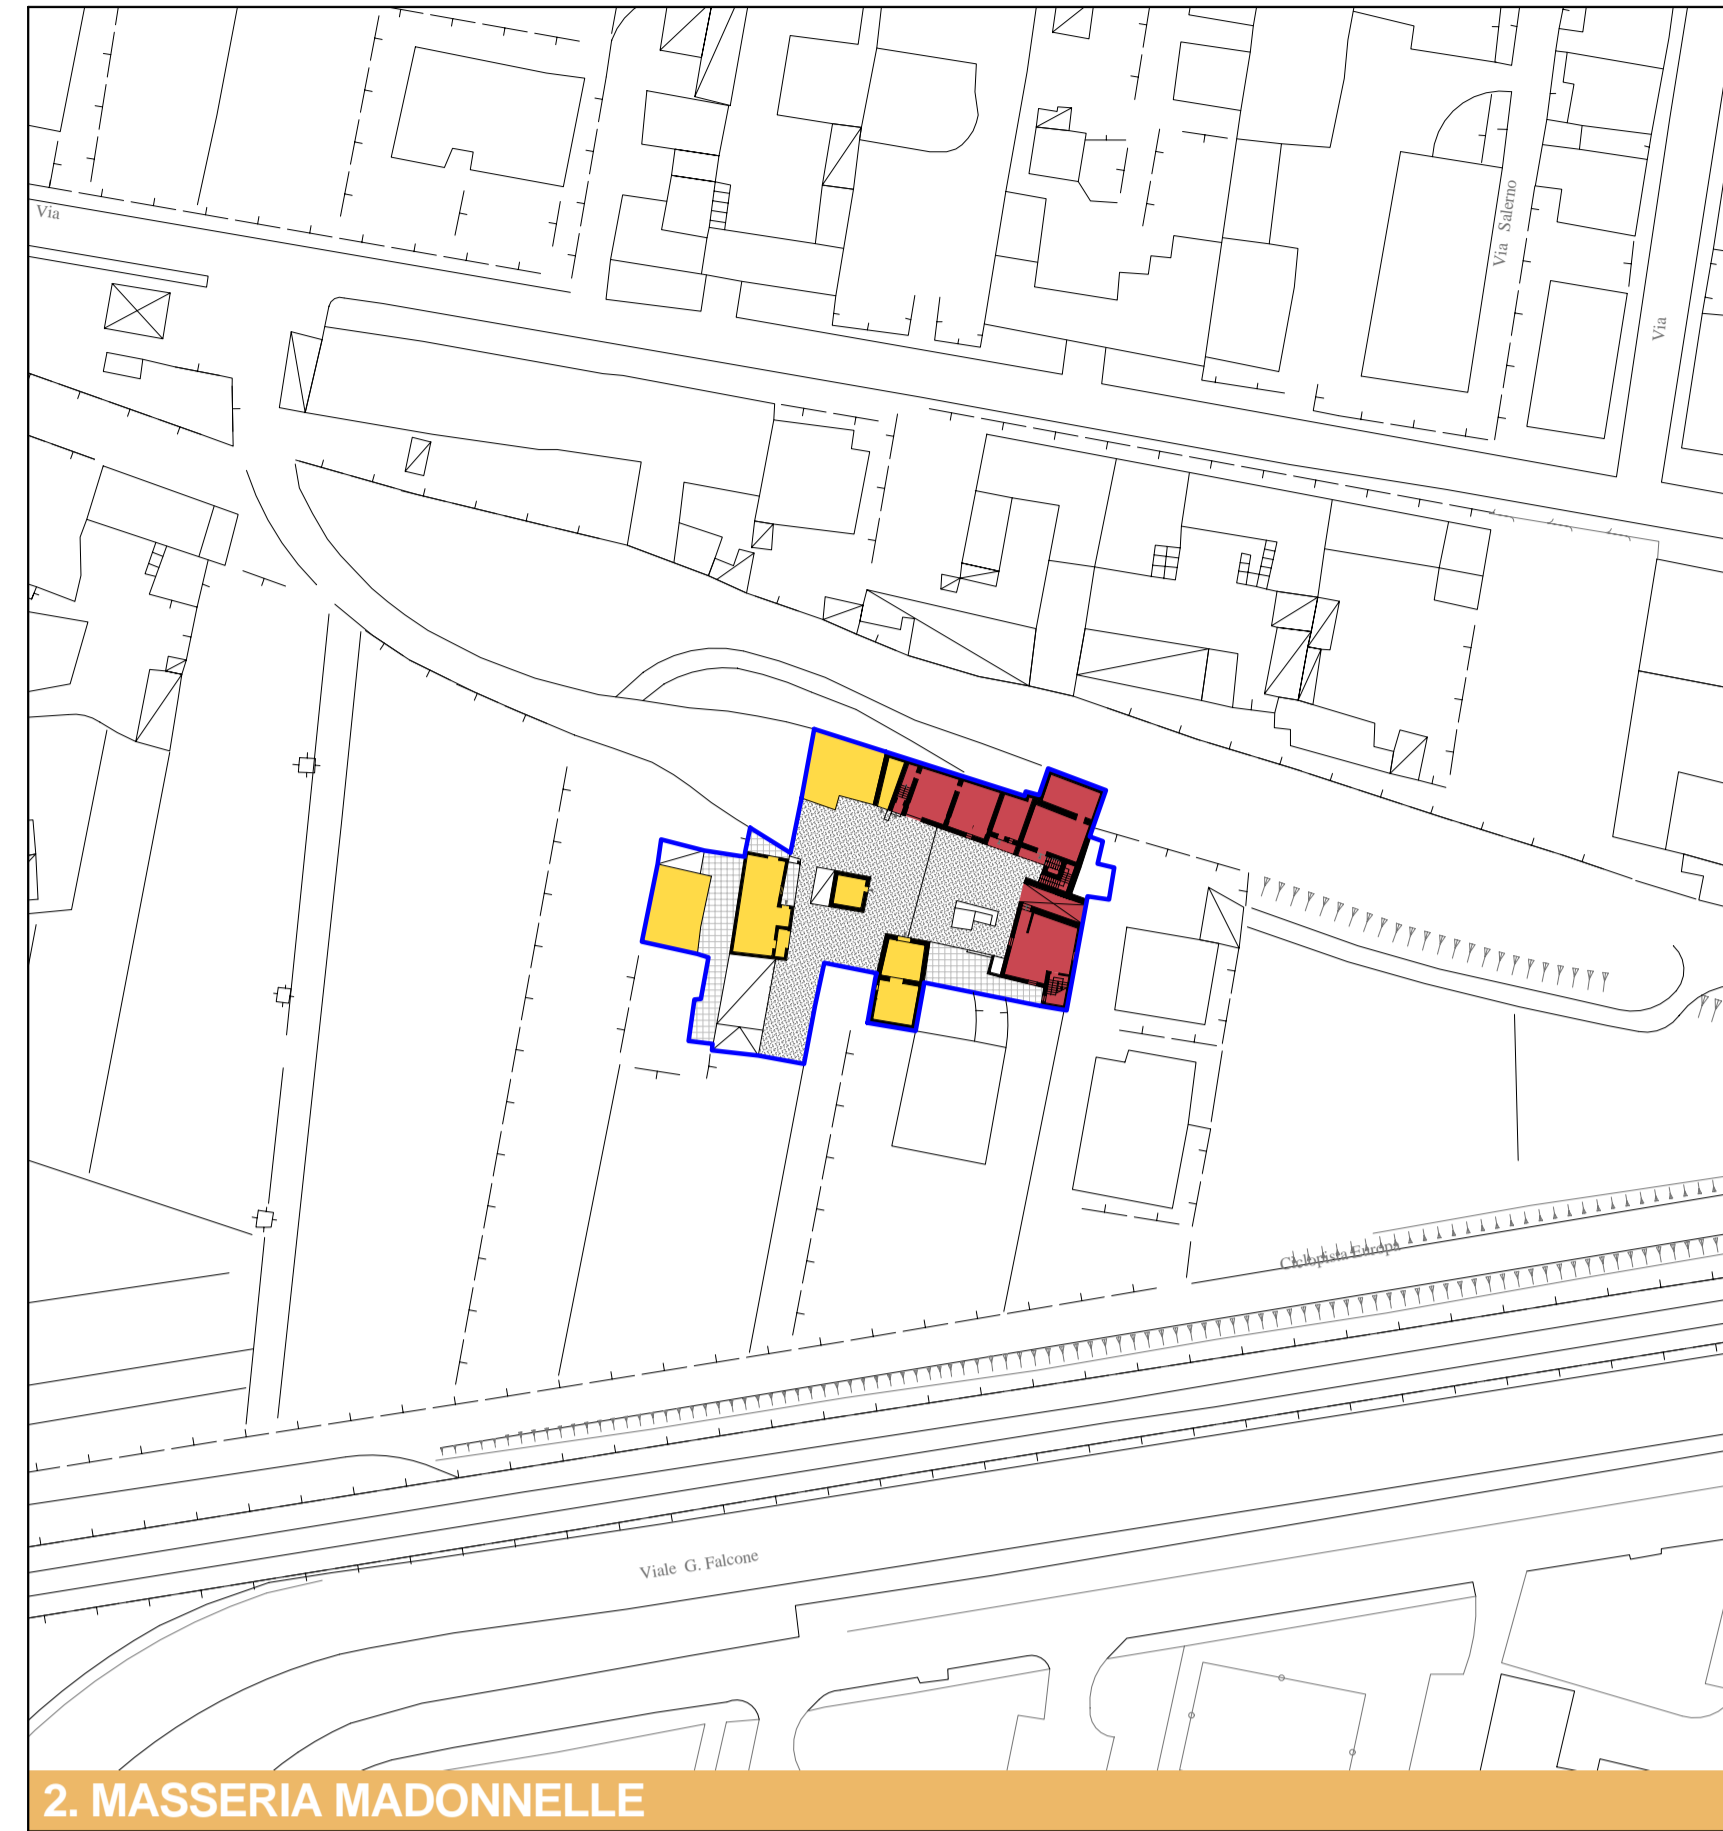 Via
Via Salerno
Via
Ciclopista Europa
Viale G. Falcone
2. MASSERIA MADONNELLE